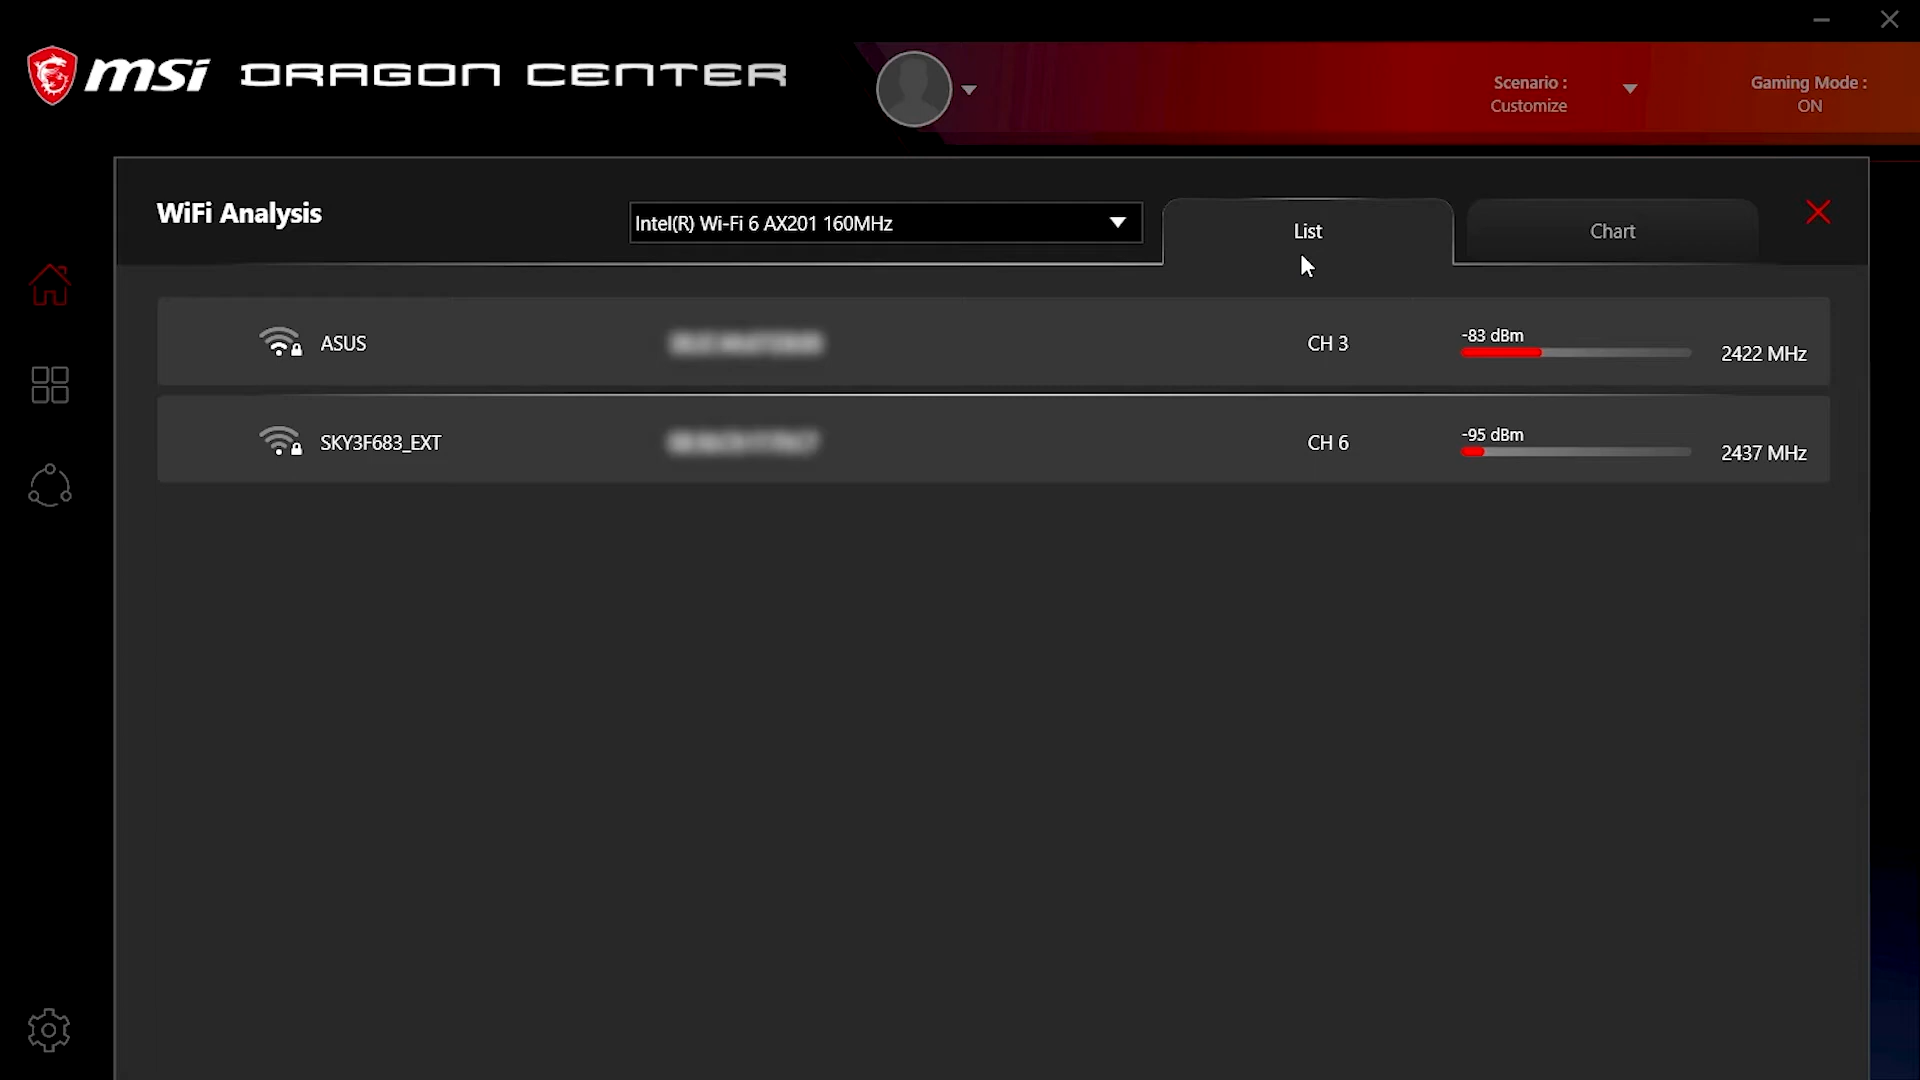 msi DRAGON CENTER
Scenario :
Customize
Gaming Mode :
ON
WiFi Analysis
Intel(R) Wi-Fi 6 AX201 160MHz
List
Chart
ASUS
CH 3
-83 dBm
2422 MHz
SKY3F683_EXT
CH 6
-95 dBm
2437 MHz